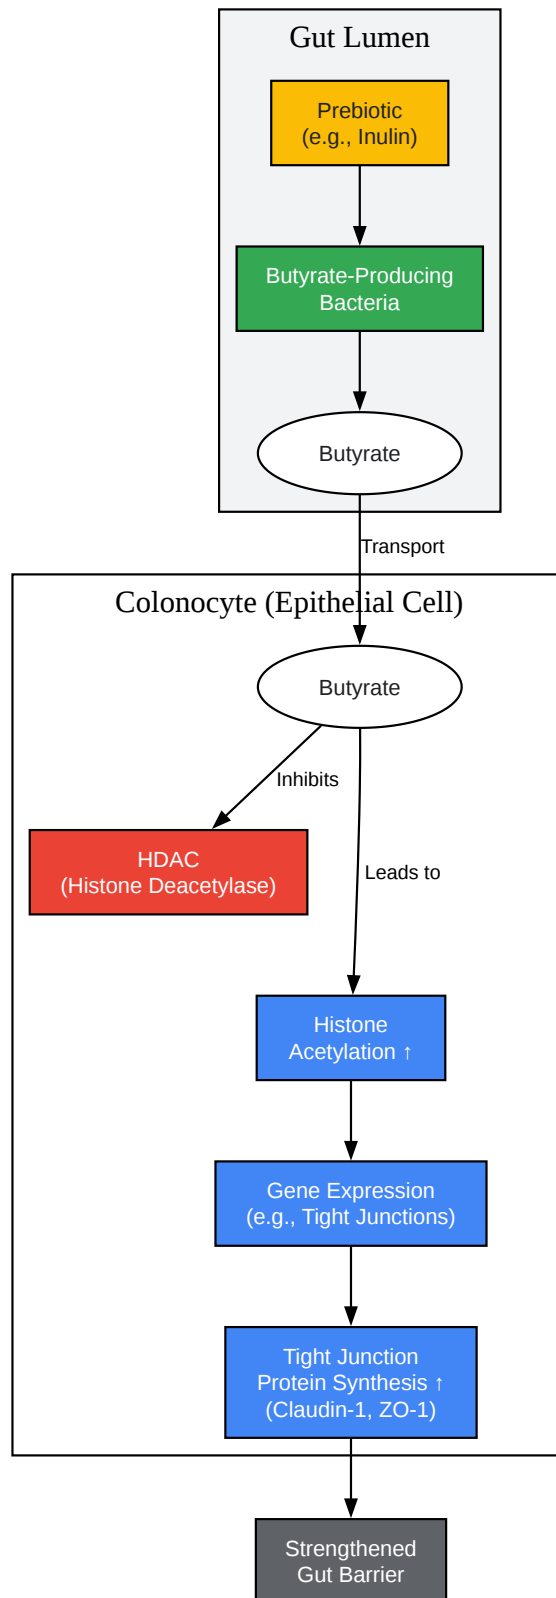 Gut Lumen
Prebiotic
(e.g., Inulin)
Butyrate-Producing
Bacteria
Butyrate
Transport
Colonocyte (Epithelial Cell)
Butyrate
Inhibits
HDAC
(Histone Deacetylase)
Leads to
Histone
Acetylation ↑
Gene Expression
(e.g., Tight Junctions)
Tight Junction
Protein Synthesis ↑
(Claudin-1, ZO-1)
Strengthened
Gut Barrier